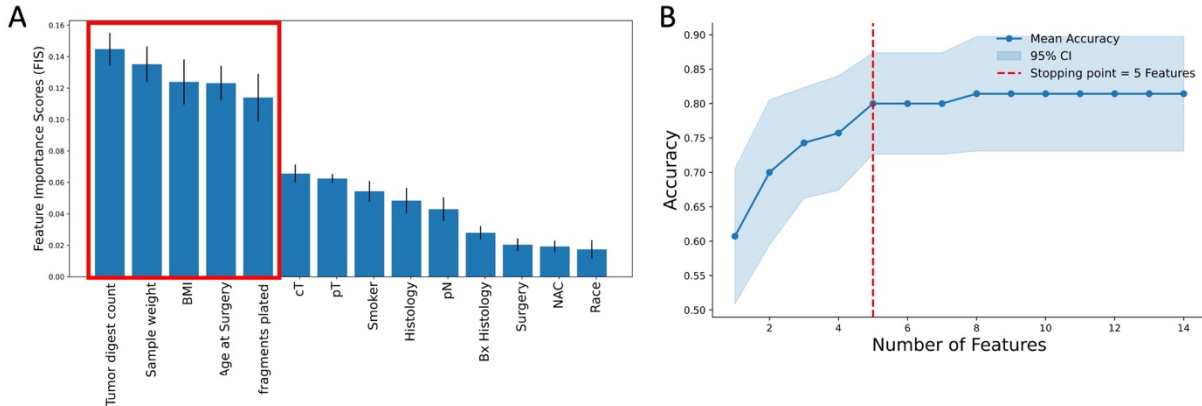 A
Feature Importance Scores (FIS)
0.16
0.14
0.12
0.10
0.08
0.06
0.04
0.02
0.00
Tumor digest count
Sample weight
BMI
Age at Surgery
fragments plated
cT
pT
Smoker
Histology
pN
Bx Histology
Surgery
NAC
Race
B
Accuracy
0.90
0.85
0.80
0.75
0.70
0.65
0.60
0.55
0.50
Mean Accuracy
95% CI
Stopping point = 5 Features
2
4
6
8
10
12
14
Number of Features